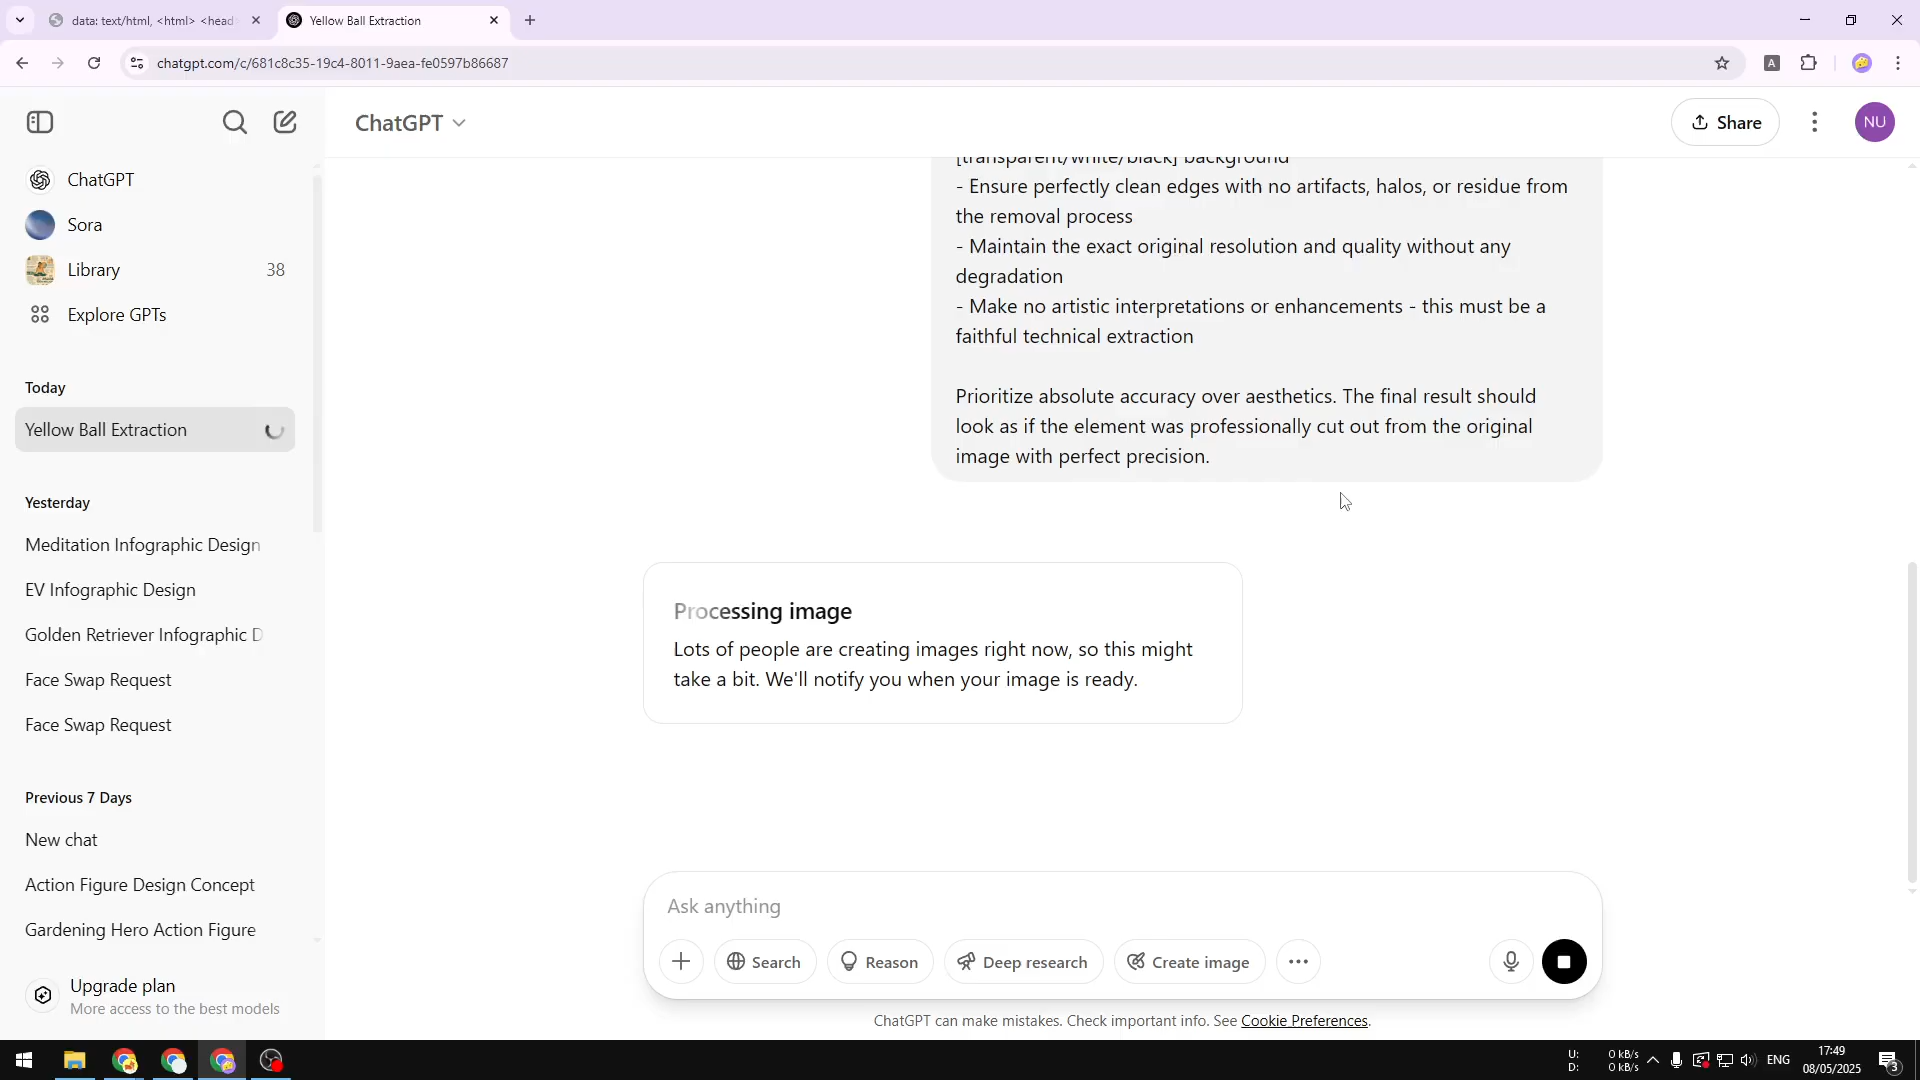 data: text/html, <html> <head
Yellow Ball Extraction
chatgpt.com/c/681c8c35-19c4-8011-9aea-fe0597b86687
A
ChatGPT
Share
NU
ChatGPT
Sora
Library 38
Explore GPTs
Today
Yellow Ball Extraction
Yesterday
Meditation Infographic Design
EV Infographic Design
Golden Retriever Infographic D
Face Swap Request
Face Swap Request
Previous 7 Days
New chat
Action Figure Design Concept
Gardening Hero Action Figure
Upgrade plan
More access to the best models
[transparent/white/black] background
- Ensure perfectly clean edges with no artifacts, halos, or residue from
the removal process
- Maintain the exact original resolution and quality without any
degradation
- Make no artistic interpretations or enhancements - this must be a
faithful technical extraction
Prioritize absolute accuracy over aesthetics. The final result should
look as if the element was professionally cut out from the original
image with perfect precision.
Processing image
Lots of people are creating images right now, so this might
take a bit. We'll notify you when your image is ready.
Ask anything
Search
Reason
Deep research
Create image
ChatGPT can make mistakes. Check important info. See Cookie Preferences.
U: 0 kB/s
D: 0 kB/s
ENG
17:49
08/05/2025
3